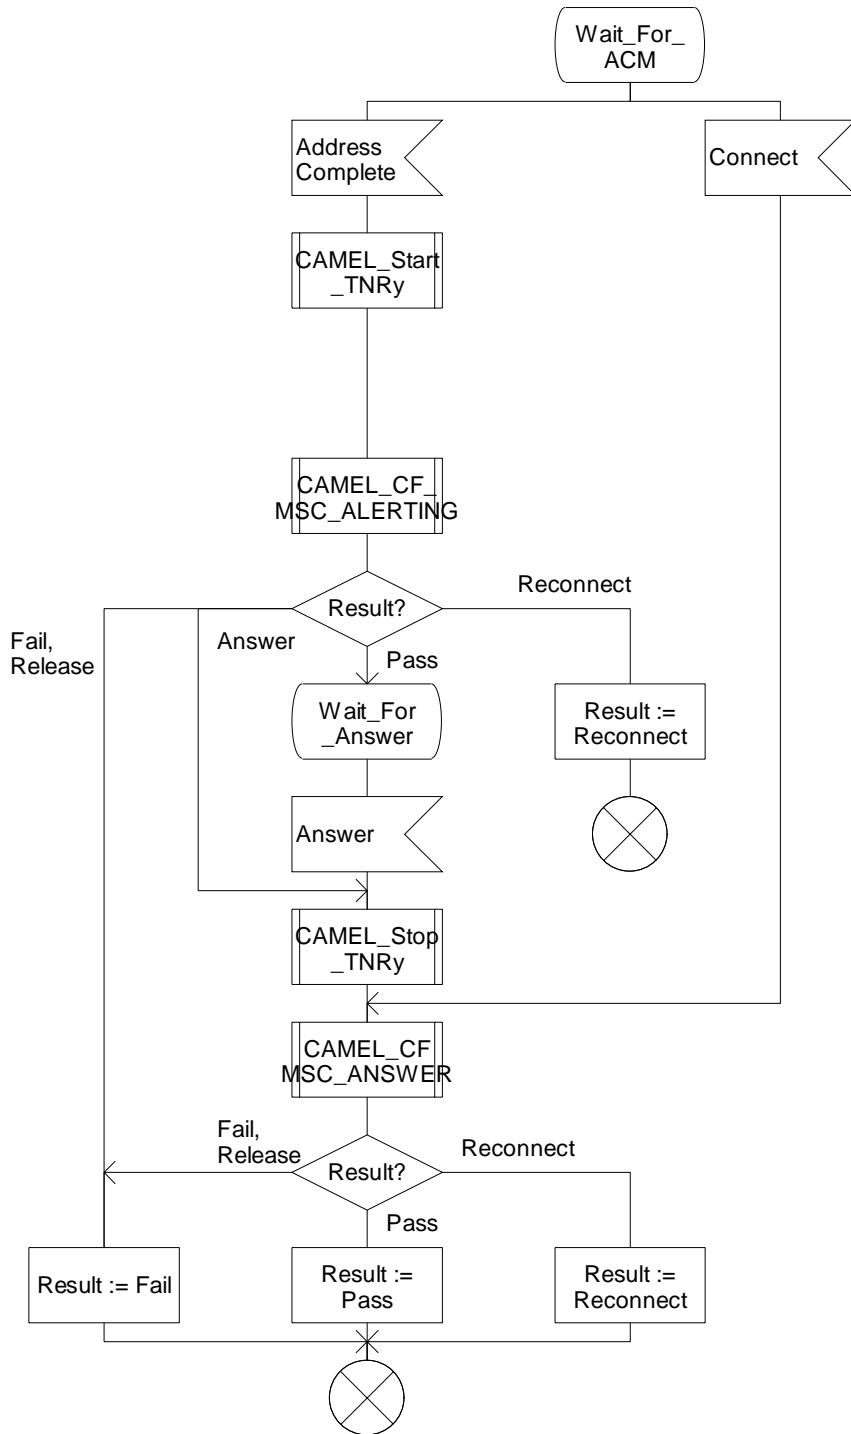 Wait_For_
ACM
Address
Complete
Connect
CAMEL_Start
_TNRy
CAMEL_CF_
MSC_ALERTING
Result?
Reconnect
Fail,
Release
Answer
Pass
Wait_For
_Answer
Result :=
Reconnect
Answer
CAMEL_Stop
_TNRy
CAMEL_CF
MSC_ANSWER
Fail,
Release
Result?
Reconnect
Pass
Result := Fail
Result :=
Pass
Result :=
Reconnect